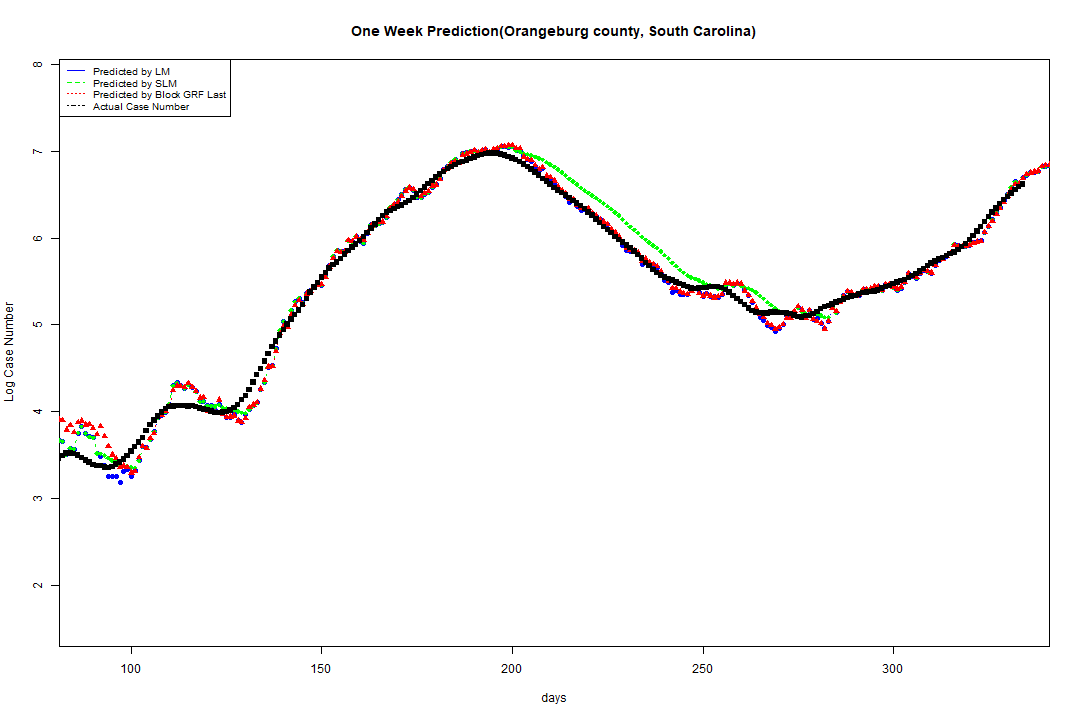 One Week Prediction(Orangeburg county, South Carolina)
Predicted by LM
Predicted by SLM
Predicted by Block GRF Last
Actual Case Number
8
7
6
5
4
3
2
Log Case Number
100 150 200 250 300
days